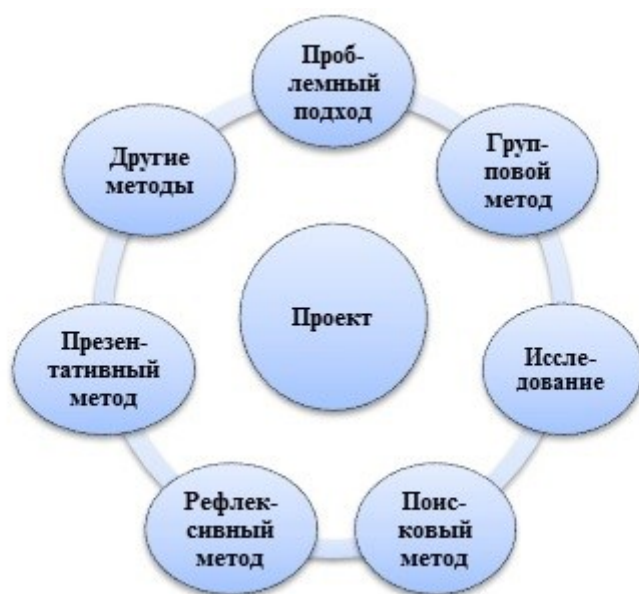 Проб-
лемный
подход
Груп-
повой
метод
Другие
методы
Проект
Презен-
тативный
метод
Иссле-
дование
Рефлек-
сивный
метод
Поис-
ковый
метод